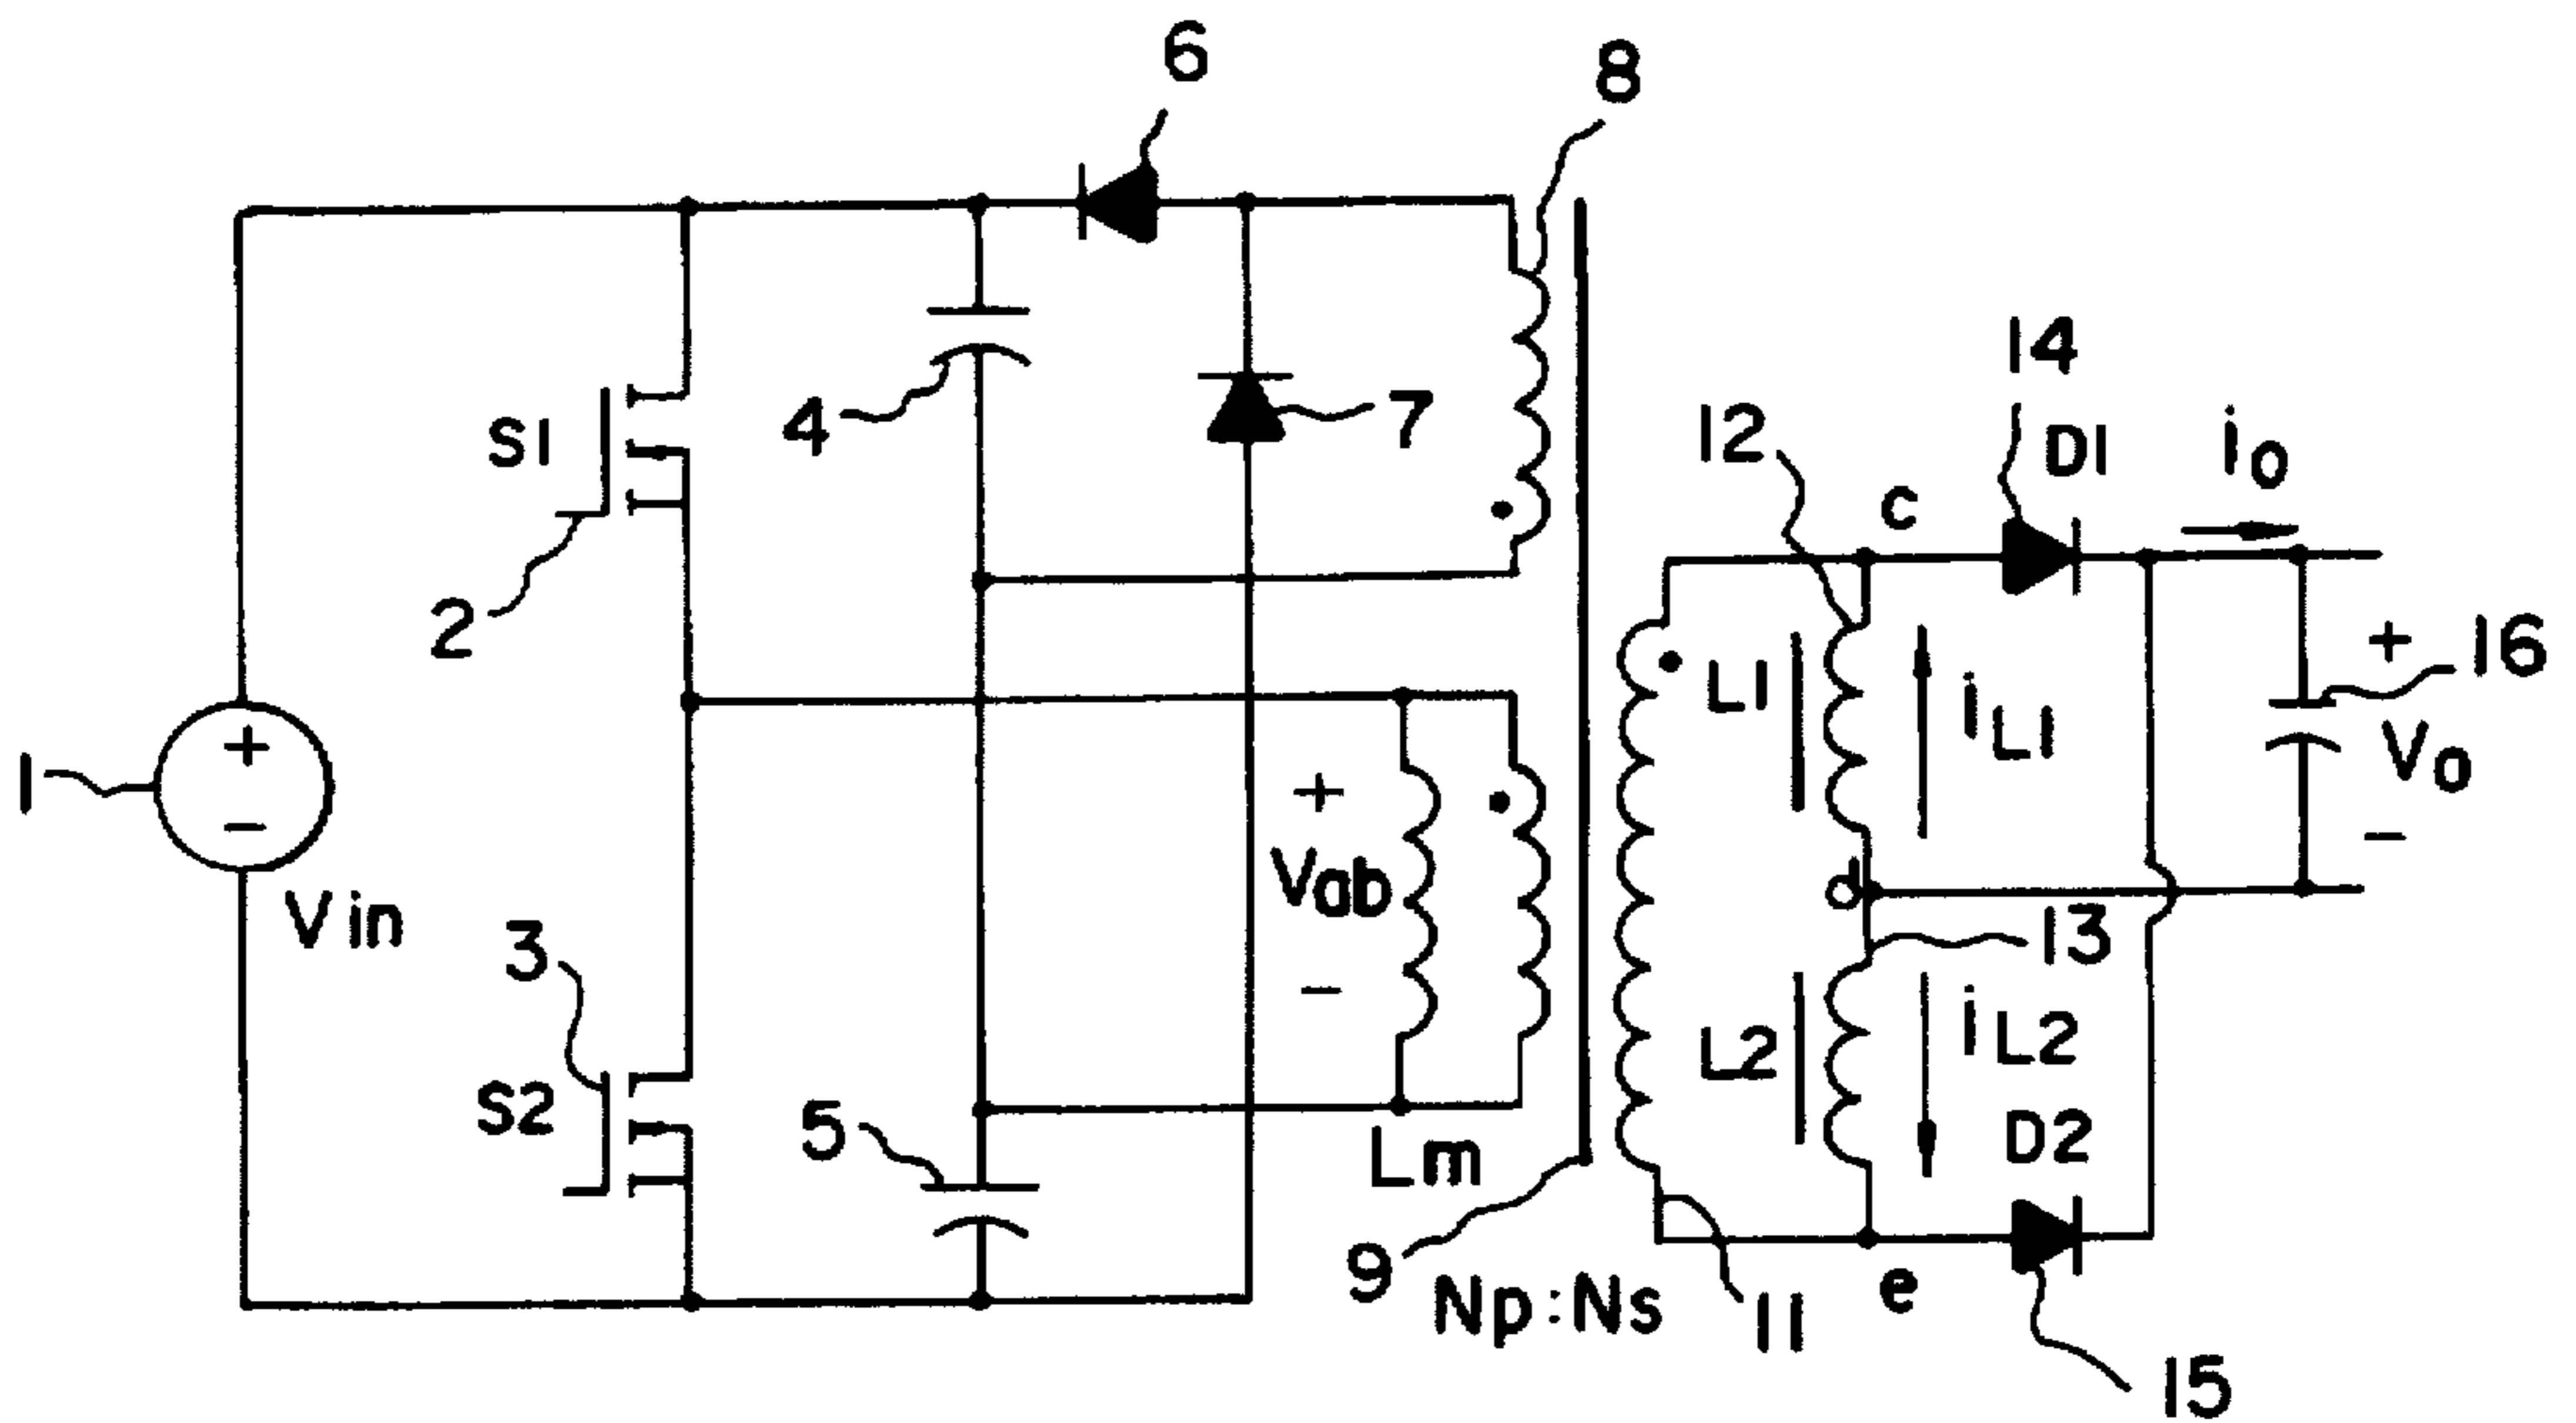 6
8
14
12
D1
io
c
S1
4
7
2
16
+
L1
iL1
Vo
+
1
−
+
−
d
Vab
Vin
3
13
−
L2
iL2
S2
5
D2
Lm
9
Np:Ns
11
e
15